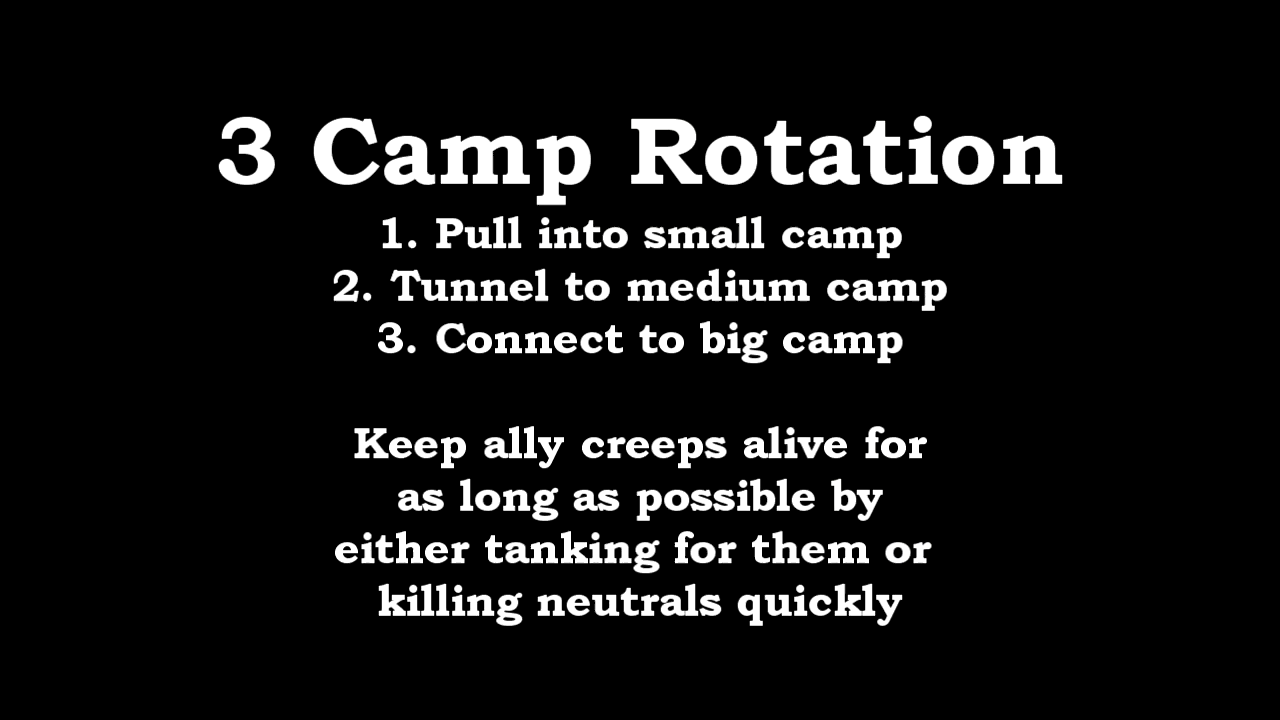 3 Camp Rotation
1. Pull into small camp
2. Tunnel to medium camp
3. Connect to big camp
Keep ally creeps alive for
as long as possible by
either tanking for them or
killing neutrals quickly